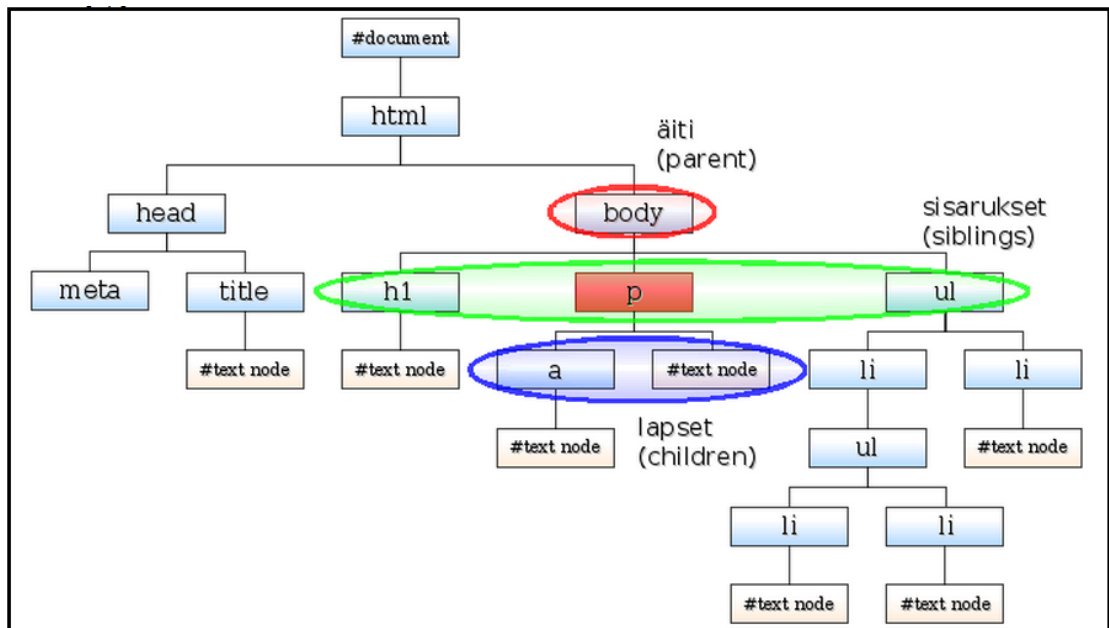 #document
html
äiti
(parent)
head
body
sisarukset
(siblings)
meta
title
h1
p
ul
#text node
#text node
a
#text node
li
li
#text node
lapset
(children)
ul
#text node
li
li
#text node
#text node